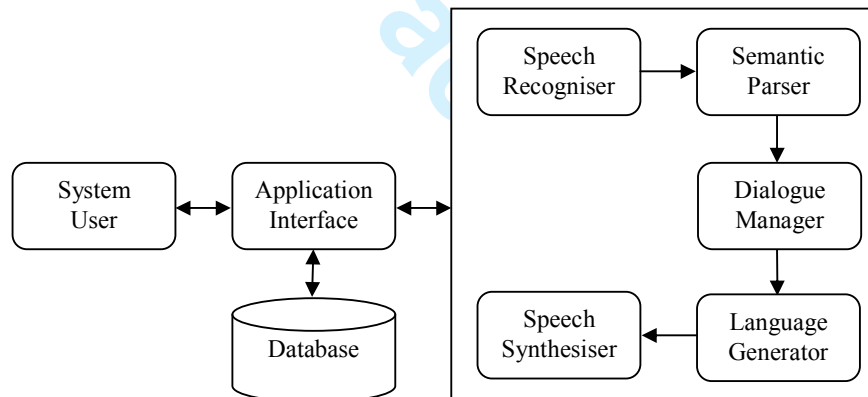 System
User
Application
Interface
Database
Speech
Recogniser
Semantic
Parser
Dialogue
Manager
Language
Generator
Speech
Synthesiser